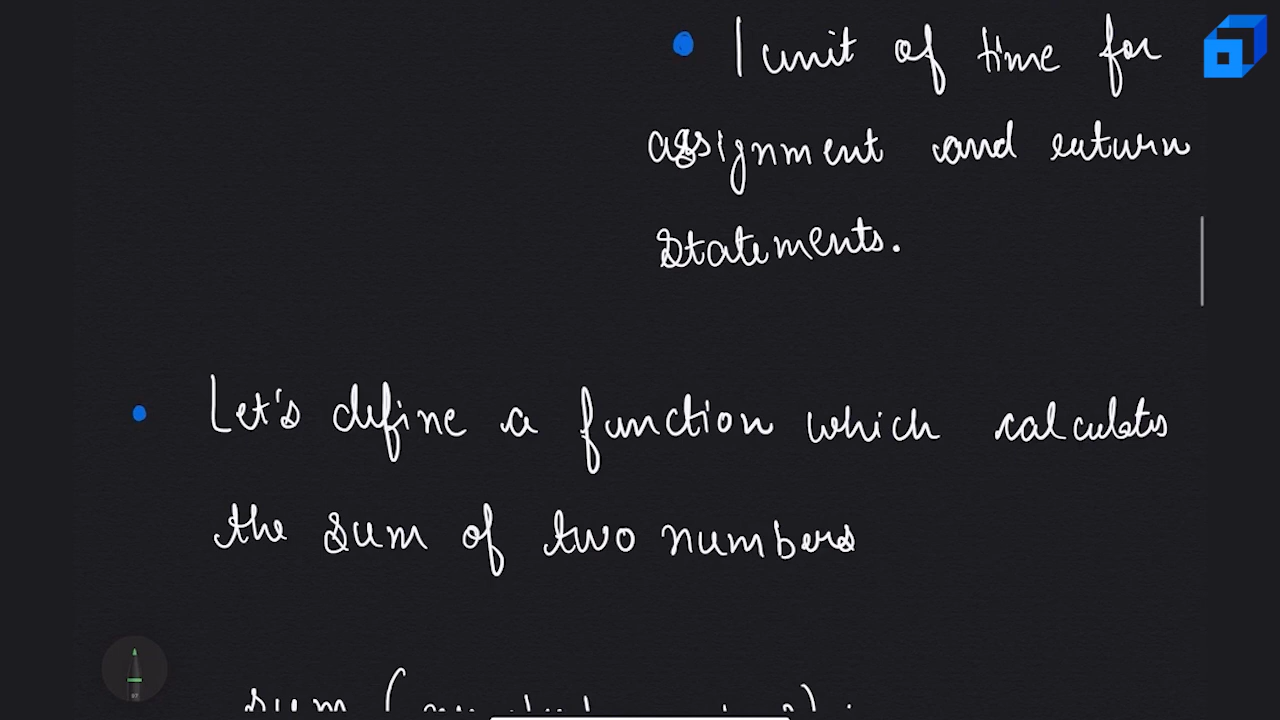 1 unit of time for
assignment and return
statements.
Let's define a function which calculates
the sum of two numbers
sum (